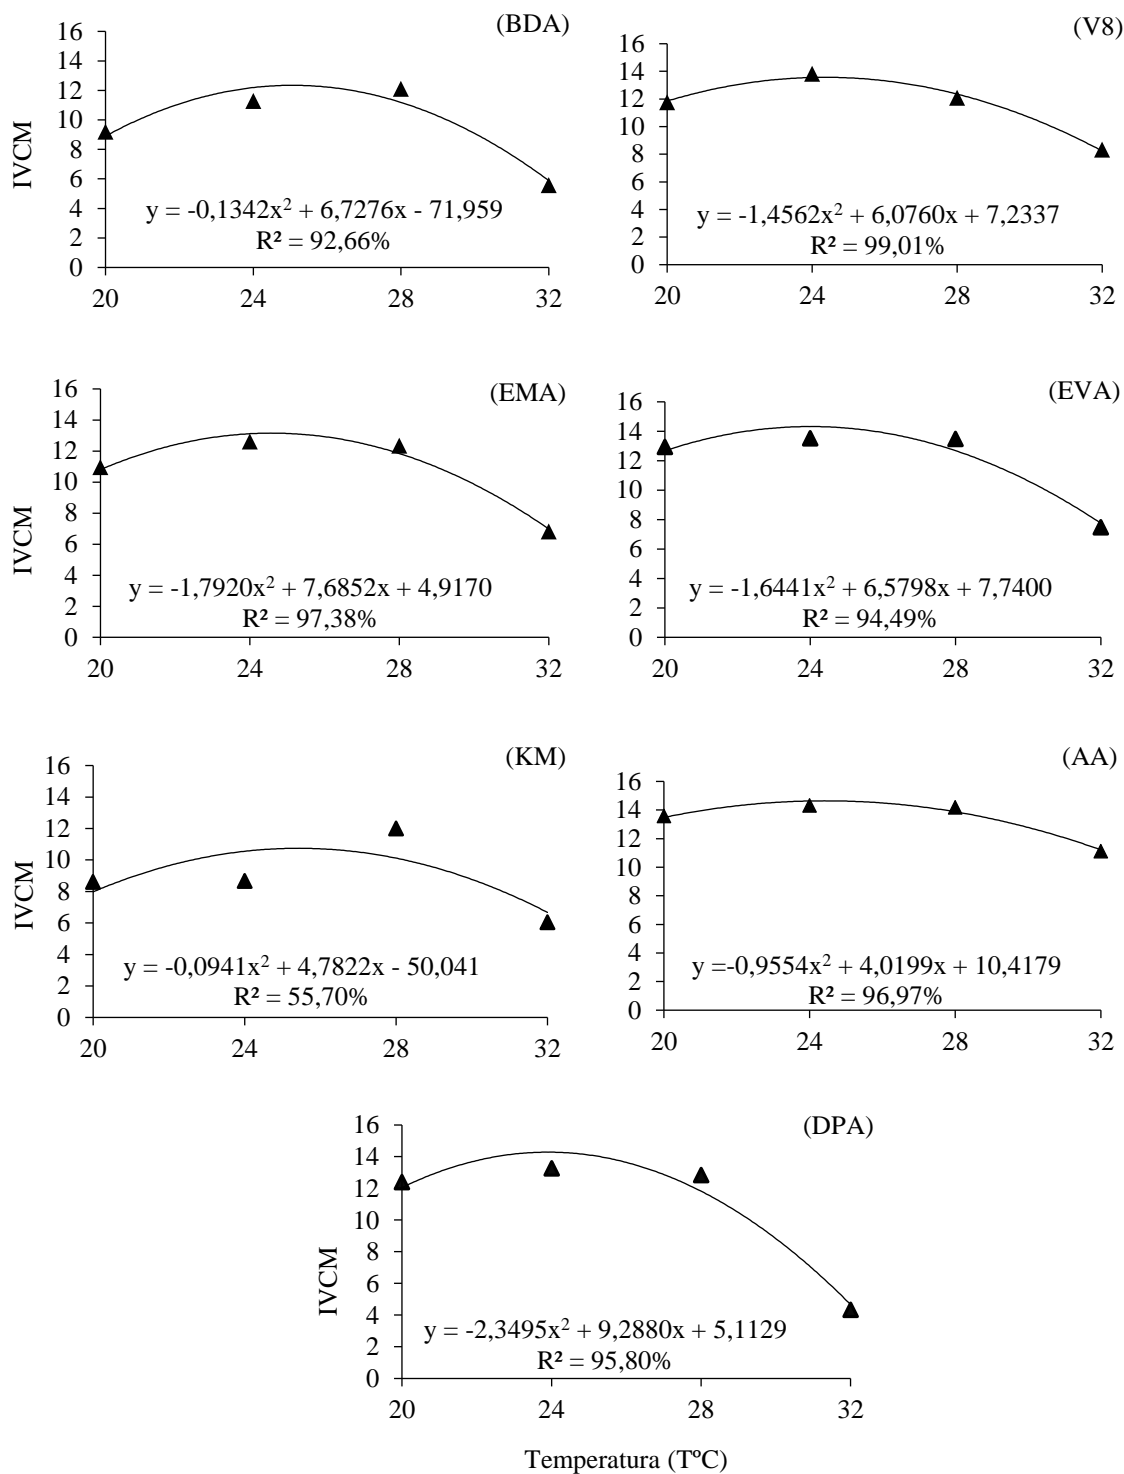 (BDA)
16
14
12
10
8
6
4
2
0
IVCM
y = -0,1342x² + 6,7276x - 71,959
R² = 92,66%
20 24 28 32
(V8)
16
14
12
10
8
6
4
2
0
y = -1,4562x² + 6,0760x + 7,2337
R² = 99,01%
20 24 28 32
(EMA)
16
14
12
10
8
6
4
2
0
IVCM
y = -1,7920x² + 7,6852x + 4,9170
R² = 97,38%
20 24 28 32
(EVA)
16
14
12
10
8
6
4
2
0
y = -1,6441x² + 6,5798x + 7,7400
R² = 94,49%
20 24 28 32
(KM)
16
14
12
10
8
6
4
2
0
IVCM
y = -0,0941x² + 4,7822x - 50,041
R² = 55,70%
20 24 28 32
(AA)
16
14
12
10
8
6
4
2
0
y =-0,9554x² + 4,0199x + 10,4179
R² = 96,97%
20 24 28 32
(DPA)
16
14
12
10
8
6
4
2
0
IVCM
y = -2,3495x² + 9,2880x + 5,1129
R² = 95,80%
20 24 28 32
Temperatura (TºC)